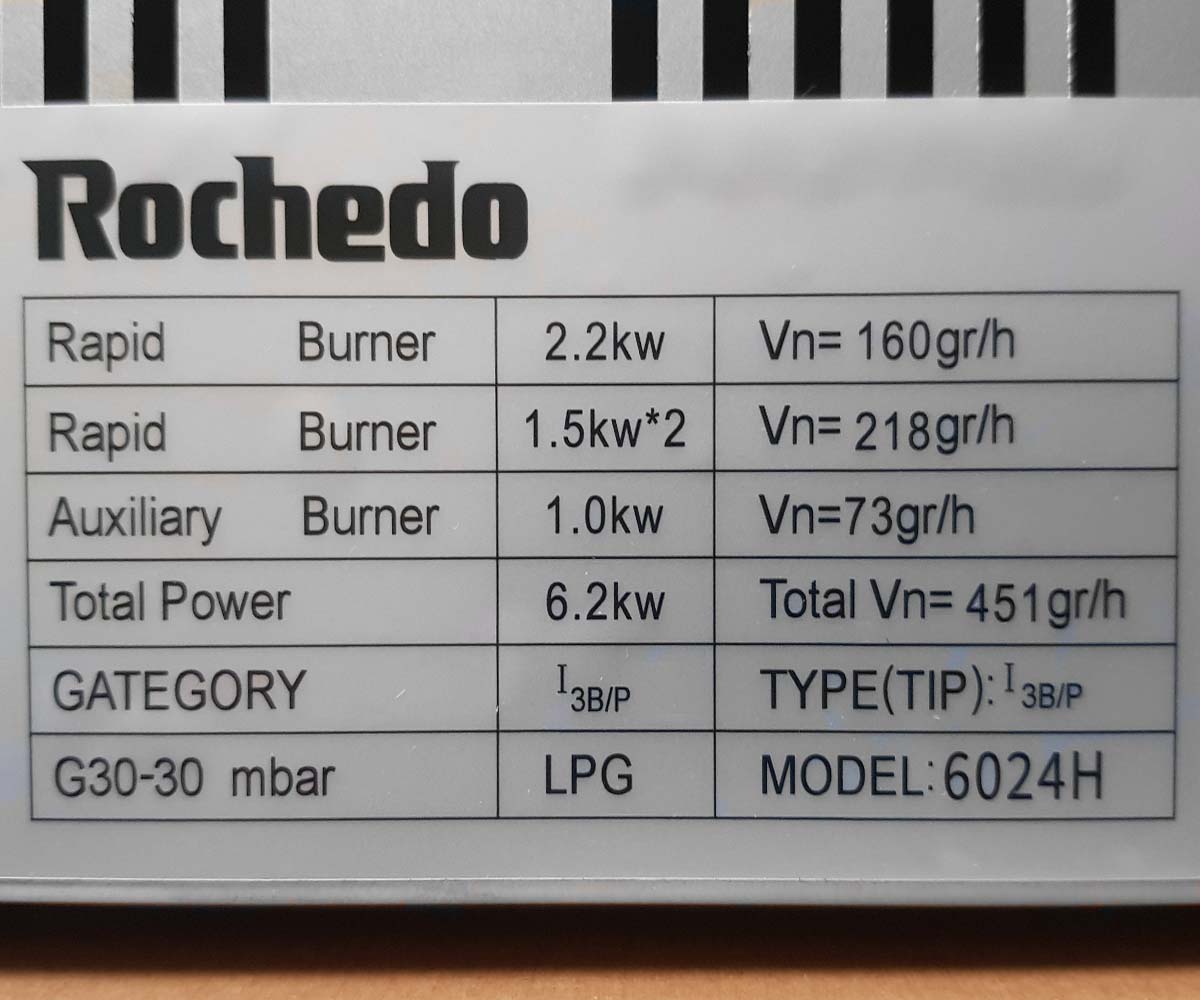 Rochedo
Rapid Burner 2.2kw Vn= 160gr/h
Rapid Burner 1.5kw*2 Vn= 218gr/h
Auxiliary Burner 1.0kw Vn=73gr/h
Total Power 6.2kw Total Vn= 451gr/h
GATEGORY I3B/P TYPE(TIP): I3B/P
G30-30 mbar LPG MODEL: 6024H